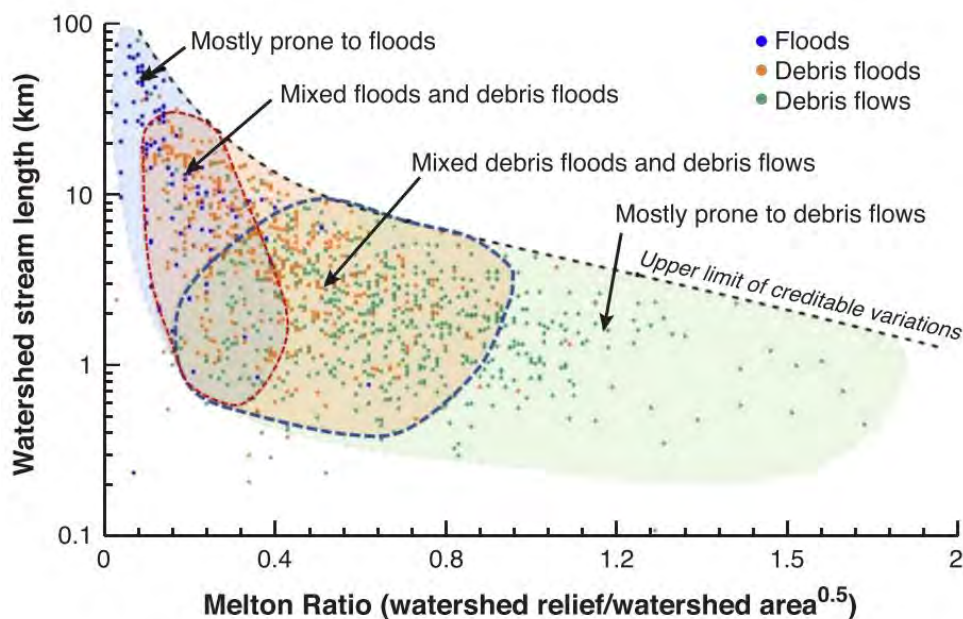 100
10
1
0.1
Watershed stream length (km)
Mostly prone to floods
Mixed floods and debris floods
Mixed debris floods and debris flows
Mostly prone to debris flows
Upper limit of creditable variations
Floods
Debris floods
Debris flows
0 0.4 0.8 1.2 1.5 2
Melton Ratio (watershed relief/watershed area^0.5)